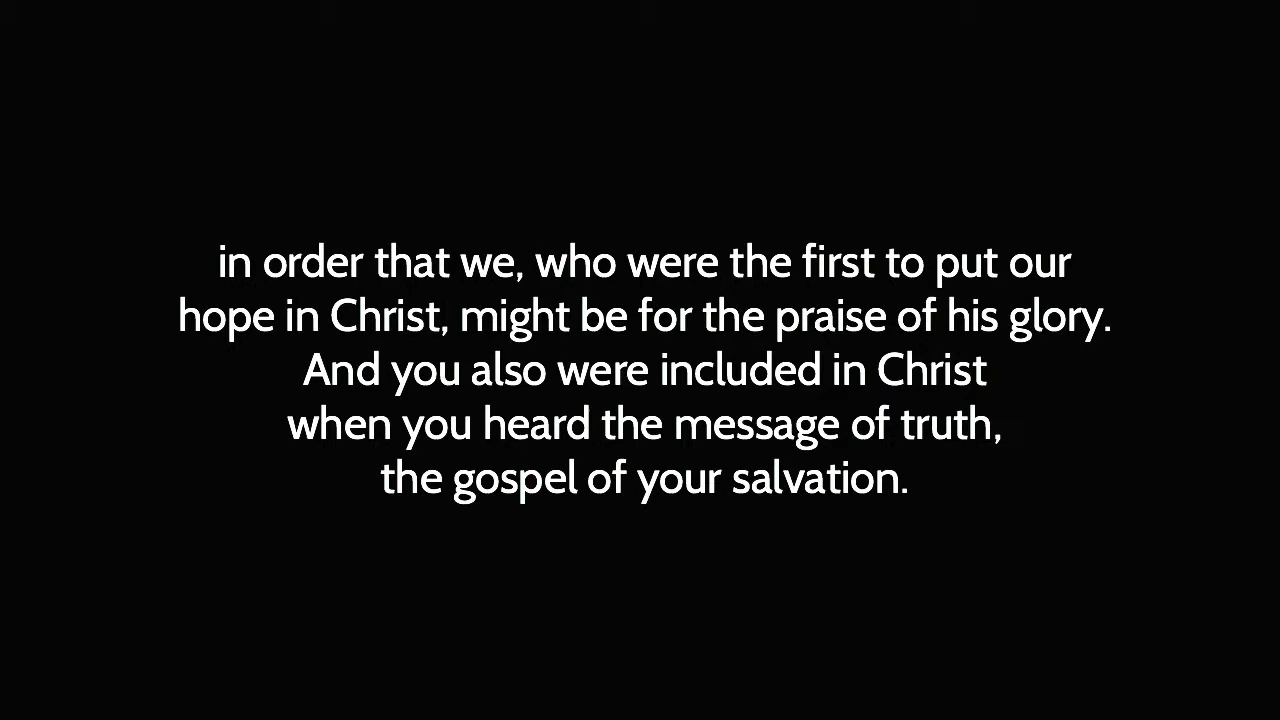 in order that we, who were the first to put our
hope in Christ, might be for the praise of his glory.
And you also were included in Christ
when you heard the message of truth,
the gospel of your salvation.